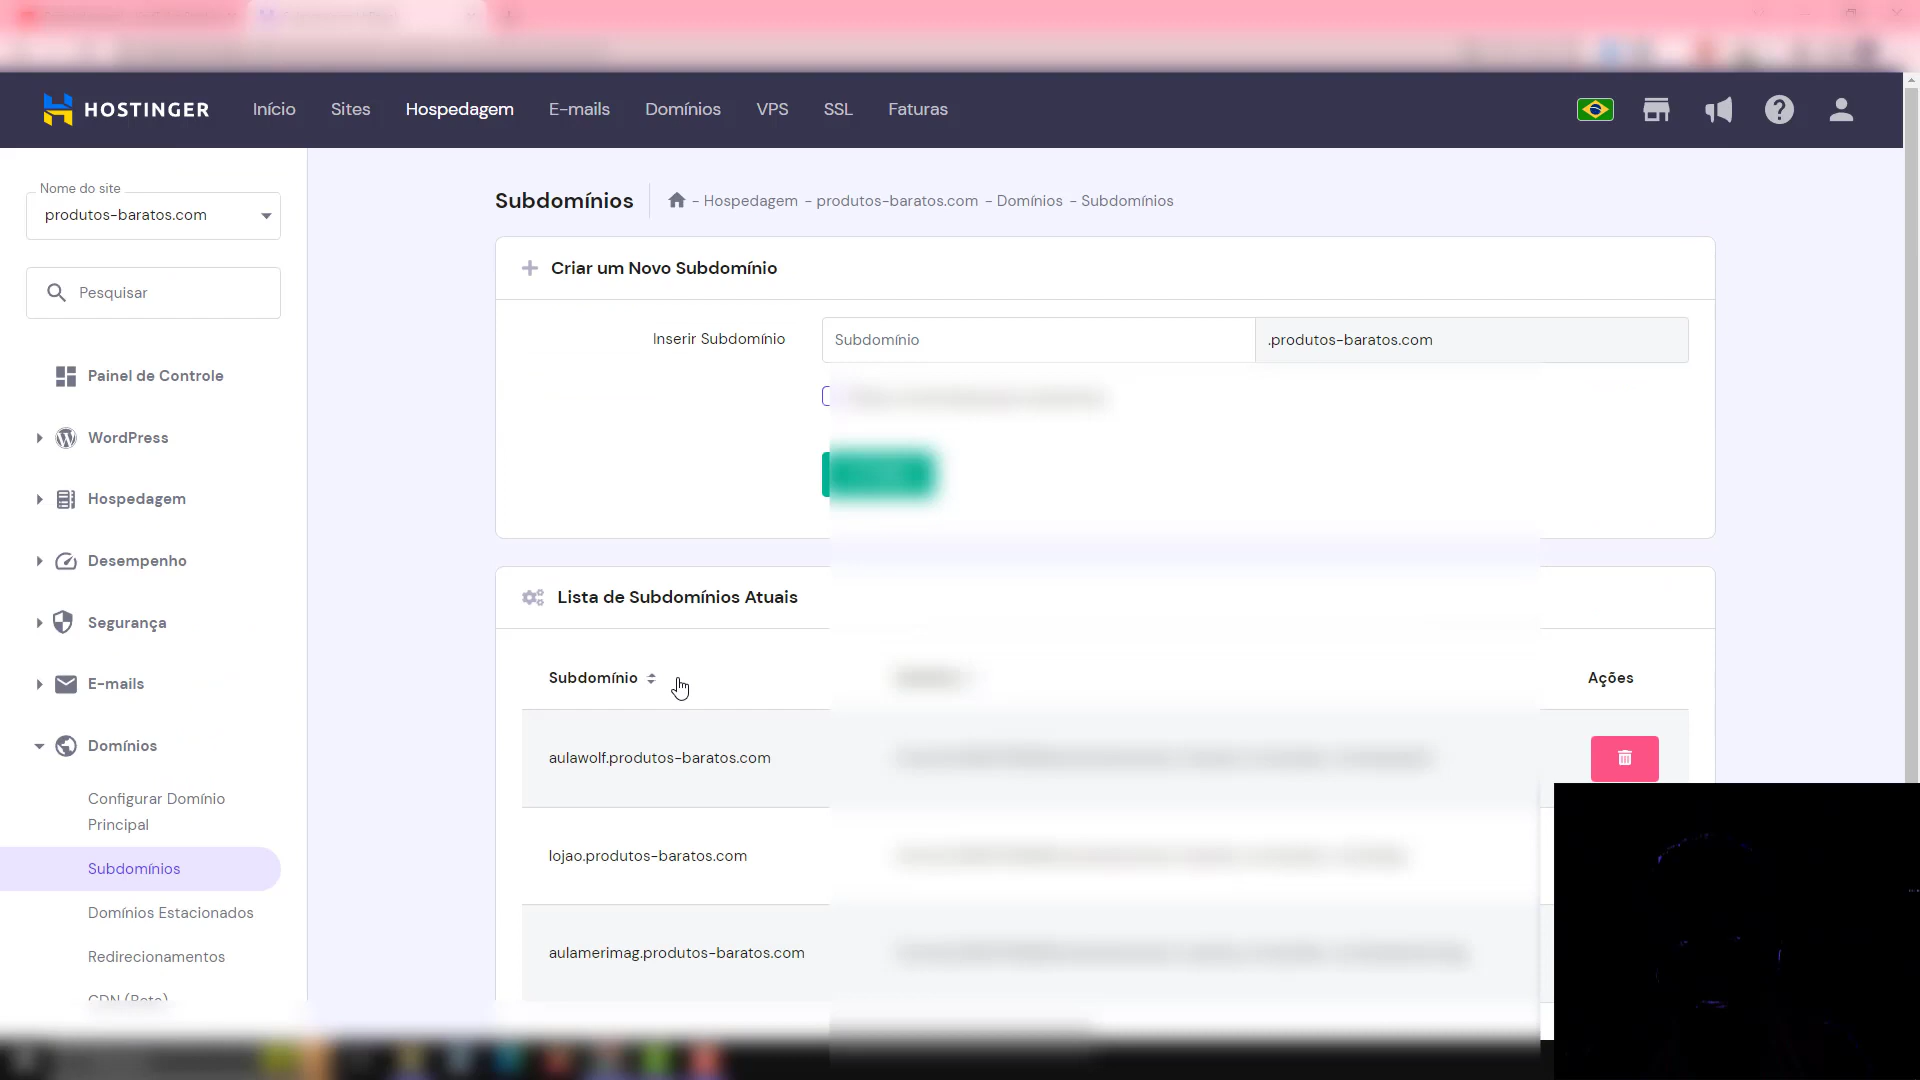 HOSTINGER
Início
Sites
Hospedagem
E-mails
Domínios
VPS
SSL
Faturas
Nome do site
produtos-baratos.com
Pesquisar
Painel de Controle
WordPress
Hospedagem
Desempenho
Segurança
E-mails
Domínios
Configurar Domínio
Principal
Subdomínios
Domínios Estacionados
Redirecionamentos
CDN (Beta)
Subdomínios
- Hospedagem - produtos-baratos.com - Domínios - Subdomínios
Criar um Novo Subdomínio
Inserir Subdomínio
Subdomínio
.produtos-baratos.com
Lista de Subdomínios Atuais
Subdomínio
Ações
aulawolf.produtos-baratos.com
lojao.produtos-baratos.com
aulamerimag.produtos-baratos.com